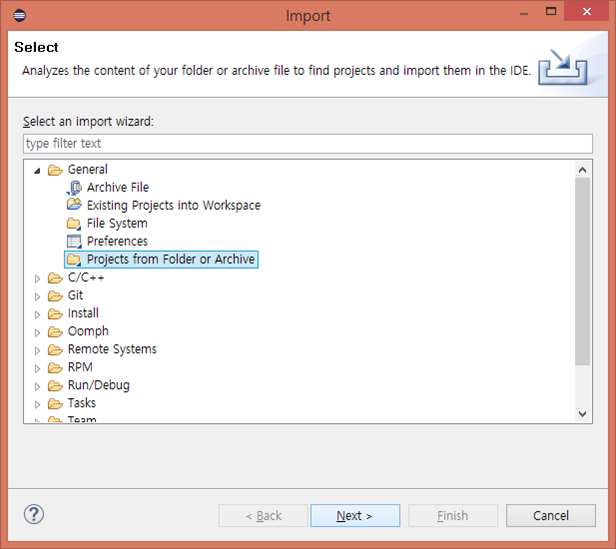 Import
Select
Analyzes the content of your folder or archive file to find projects and import them in the IDE.
Select an import wizard:
type filter text
General
Archive File
Existing Projects into Workspace
File System
Preferences
Projects from Folder or Archive
C/C++
Git
Install
Oomph
Remote Systems
RPM
Run/Debug
Tasks
Team
< Back Next > Finish Cancel